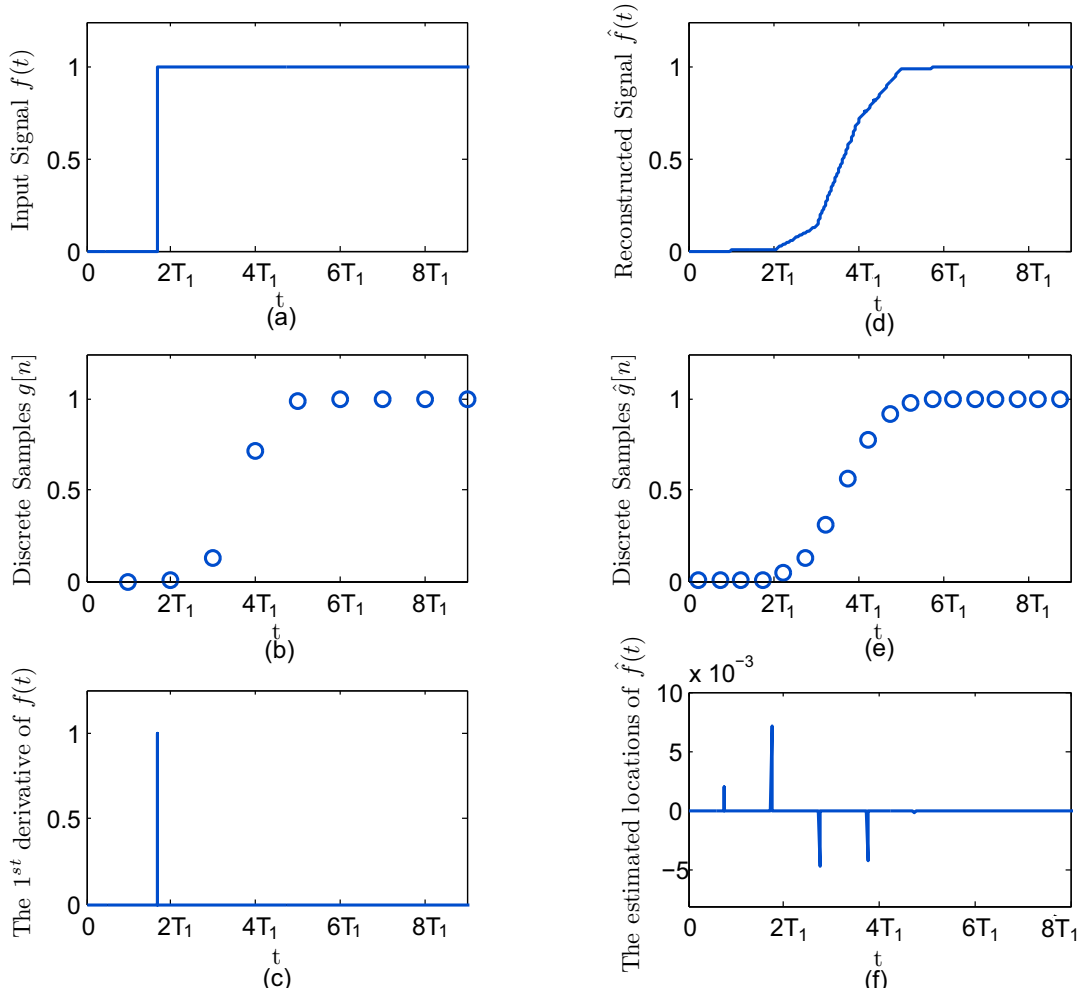 Input Signal f(t)
1
0.5
0
0 2T₁ 4T₁ 6T₁ 8T₁
t
(a)
Reconstructed Signal f̂(t)
1
0.5
0
0 2T₁ 4T₁ 6T₁ 8T₁
t
(d)
Discrete Samples g[n]
1
0.5
0
0 2T₁ 4T₁ 6T₁ 8T₁
t
(b)
Discrete Samples ĝ[n]
1
0.5
0
0 2T₁ 4T₁ 6T₁ 8T₁
t
(e)
The 1ˢᵗ derivative of f(t)
1
0.5
0
0 2T₁ 4T₁ 6T₁ 8T₁
t
(c)
The estimated locations of f̂(t)
x 10⁻³
10
5
0
−5
0 2T₁ 4T₁ 6T₁ 8T₁
t
(f)